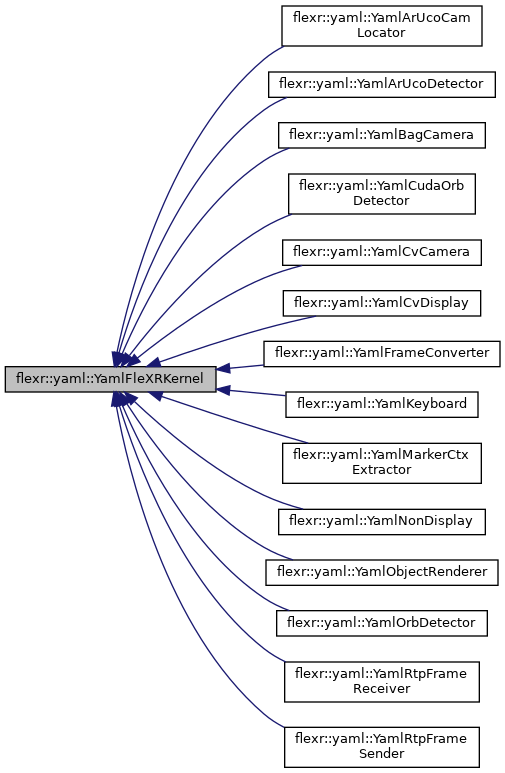 flexr::yaml::YamlArUcoCam
Locator
flexr::yaml::YamlArUcoDetector
flexr::yaml::YamlBagCamera
flexr::yaml::YamlCudaOrb
Detector
flexr::yaml::YamlCvCamera
flexr::yaml::YamlCvDisplay
flexr::yaml::YamlFrameConverter
flexr::yaml::YamlFleXRKernel
flexr::yaml::YamlKeyboard
flexr::yaml::YamlMarkerCtx
Extractor
flexr::yaml::YamlNonDisplay
flexr::yaml::YamlObjectRenderer
flexr::yaml::YamlOrbDetector
flexr::yaml::YamlRtpFrame
Receiver
flexr::yaml::YamlRtpFrame
Sender